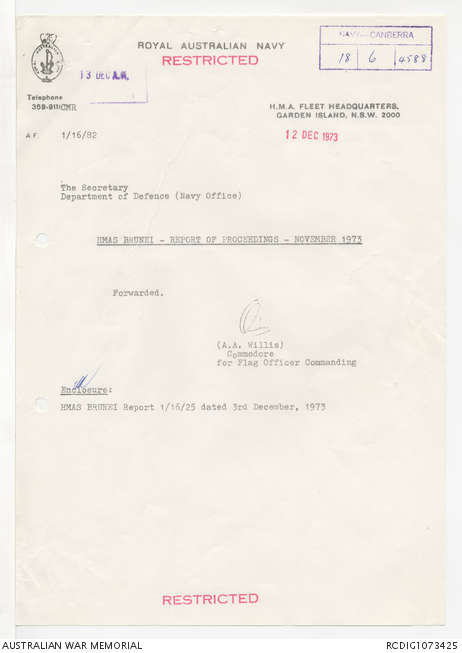 ROYAL AUSTRALIAN NAVY
RESTRICTED
NAVY - CANBERRA
18 6 4588
13 DEC A.M.
Telephone
359-9111 CMR
H.M.A. FLEET HEADQUARTERS,
GARDEN ISLAND, N.S.W. 2000
A.F. 1/16/82
12 DEC 1973
The Secretary
Department of Defence (Navy Office)
HMAS BRUNEI - REPORT OF PROCEEDINGS - NOVEMBER 1973
Forwarded.
(A.A. Willis)
Commodore
for Flag Officer Commanding
Enclosure:
HMAS BRUNEI Report 1/16/25 dated 3rd December, 1973
RESTRICTED
AUSTRALIAN WAR MEMORIAL
RCDIG1073425